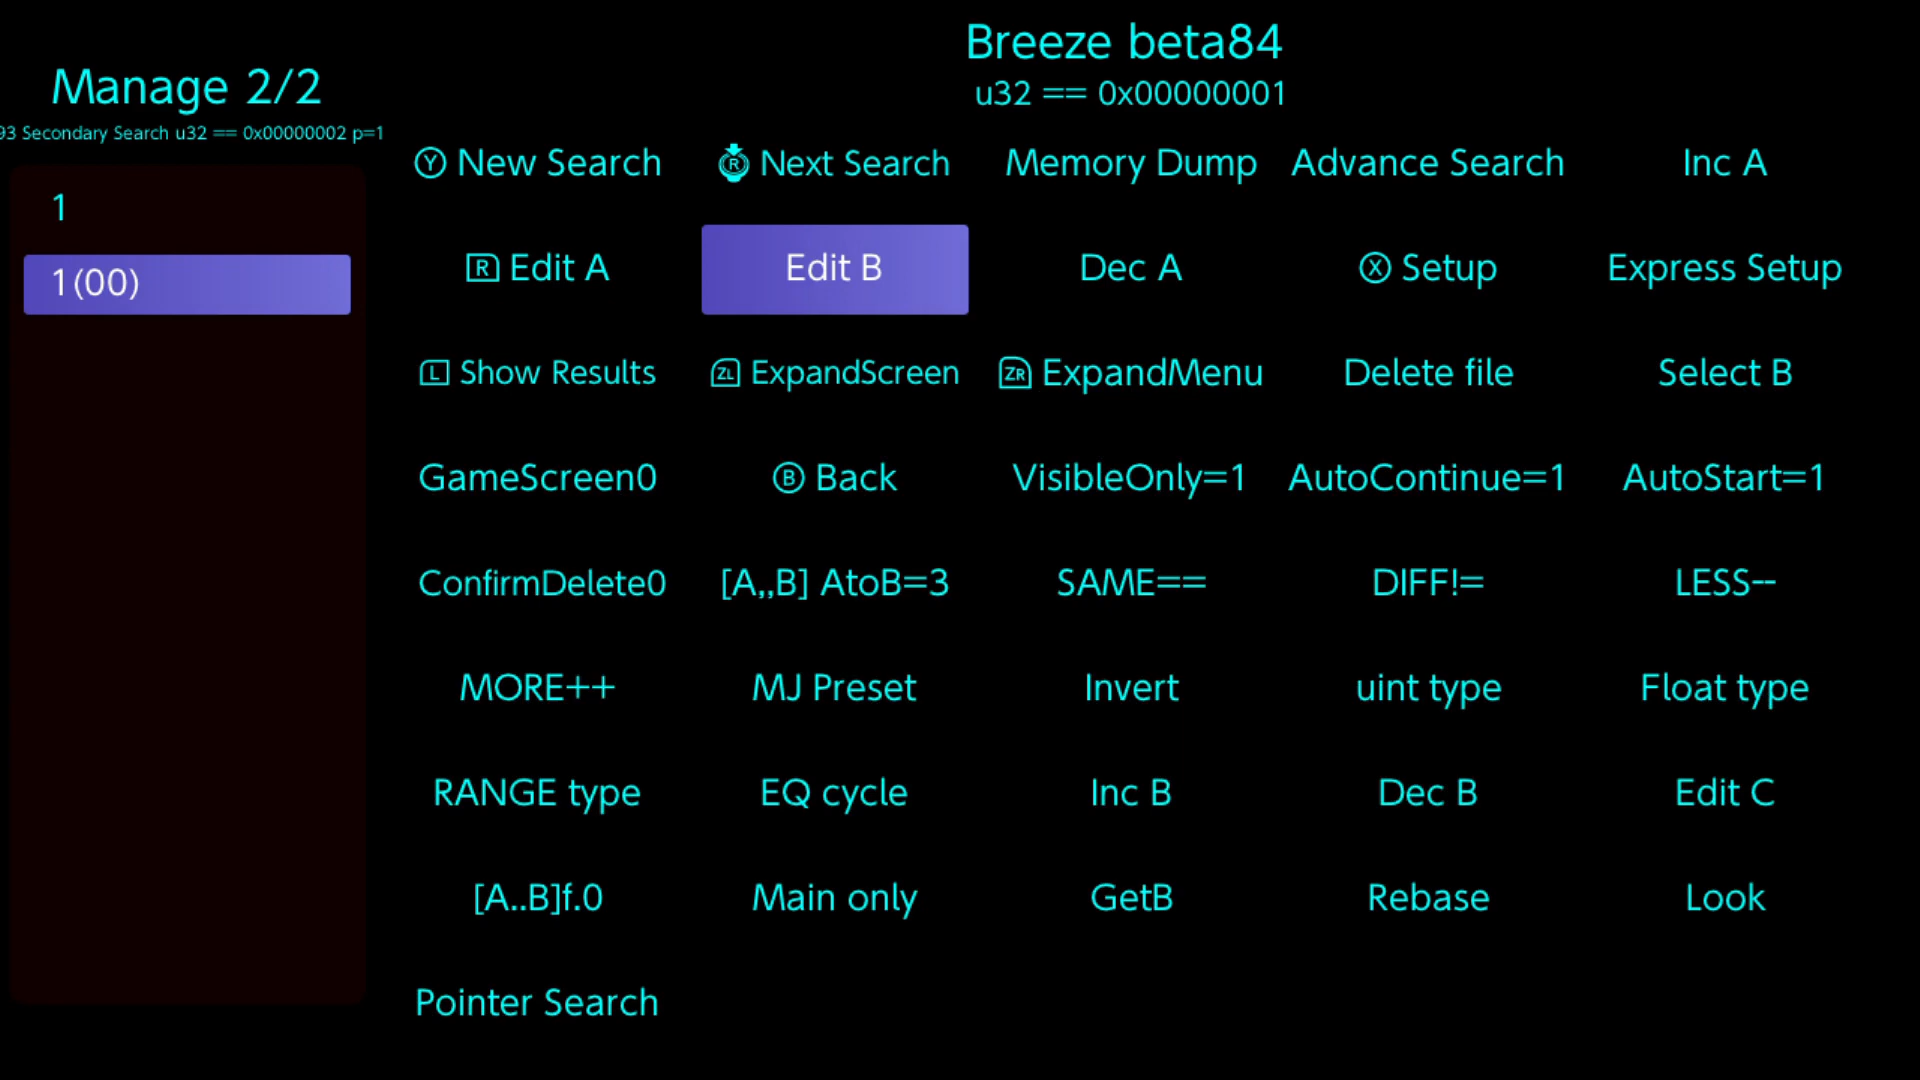 Breeze beta84
u32 == 0x00000001
Manage 2/2
93 Secondary Search u32 == 0x00000002 p=1
1
1(00)
Ⓨ New Search
Ⓡ Next Search
Memory Dump
Advance Search
Inc A
R Edit A
Edit B
Dec A
Ⓧ Setup
Express Setup
L Show Results
ZL ExpandScreen
ZR ExpandMenu
Delete file
Select B
GameScreen0
Ⓑ Back
VisibleOnly=1
AutoContinue=1
AutoStart=1
ConfirmDelete0
[A,,B] AtoB=3
SAME==
DIFF!=
LESS--
MORE++
MJ Preset
Invert
uint type
Float type
RANGE type
EQ cycle
Inc B
Dec B
Edit C
[A..B]f.0
Main only
GetB
Rebase
Look
Pointer Search